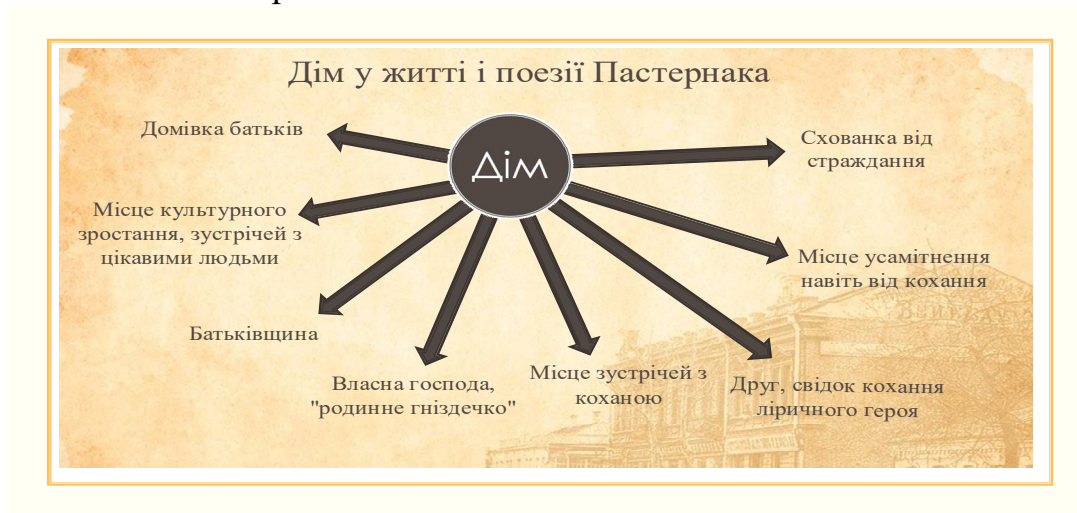 Дім у житті і поезії Пастернака
Дім
Домівка батьків
Місце культурного
зростання, зустрічей з
цікавими людьми
Батьківщина
Власна господа,
"родинне гніздечко"
Місце зустрічей з
коханою
Друг, свідок кохання
ліричного героя
Місце усамітнення
навіть від кохання
Схованка від
страждання